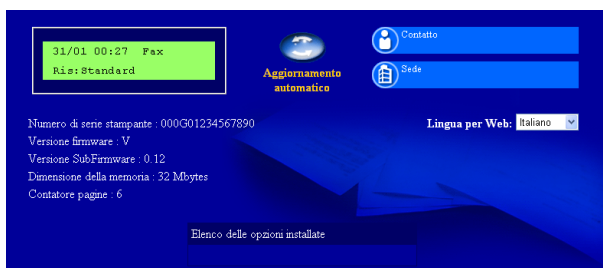 31/01 00:27 Fax
Ris:Standard
Aggiornamento
automatico
Contatto
Sede
Numero di serie stampante : 000G01234567890
Lingua per Web: Italiano
Versione firmware : V
Versione SubFirmware : 0.12
Dimensione della memoria : 32 Mbytes
Contatore pagine : 6
Elenco delle opzioni installate